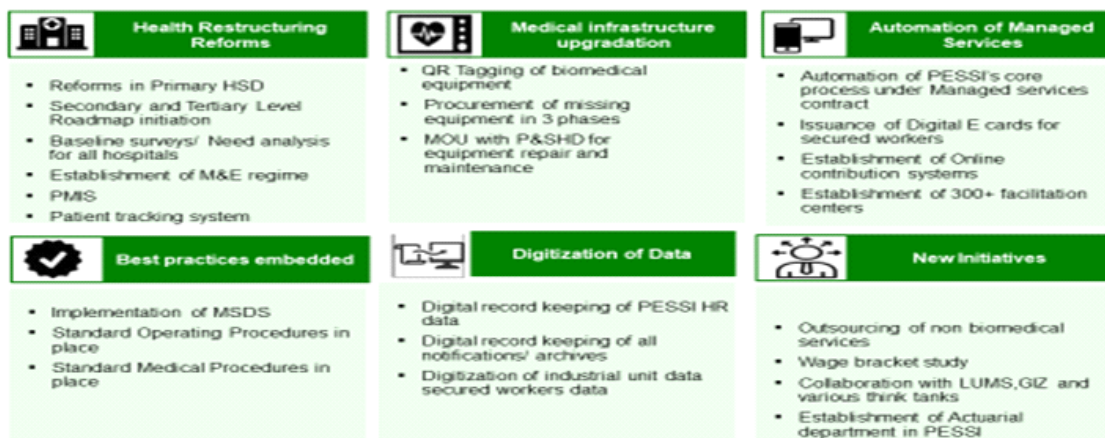 Health Restructuring
Reforms
Reforms in Primary HSD
Secondary and Tertiary Level
Roadmap initiation
Baseline surveys/ Need analysis
for all hospitals
Establishment of M&E regime
PMIS
Patient tracking system
Medical infrastructure
upgradation
QR Tagging of biomedical
equipment
Procurement of missing
equipment in 3 phases
MOU with P&SHD for
equipment repair and
maintenance
Automation of Managed
Services
Automation of PESSI's core
process under Managed services
contract
Issuance of Digital E cards for
secured workers
Establishment of Online
contribution systems
Establishment of 300+ facilitation
centers
Best practices embedded
Implementation of MSDS
Standard Operating Procedures in
place
Standard Medical Procedures in
place
Digitization of Data
Digital record keeping of PESSI HR
data
Digital record keeping of all
notifications/ archives
Digitization of industrial unit data
secured workers data
New Initiatives
Outsourcing of non biomedical
services
Wage bracket study
Collaboration with LUMS,GIZ and
various think tanks
Establishment of Actuarial
department in PESSI